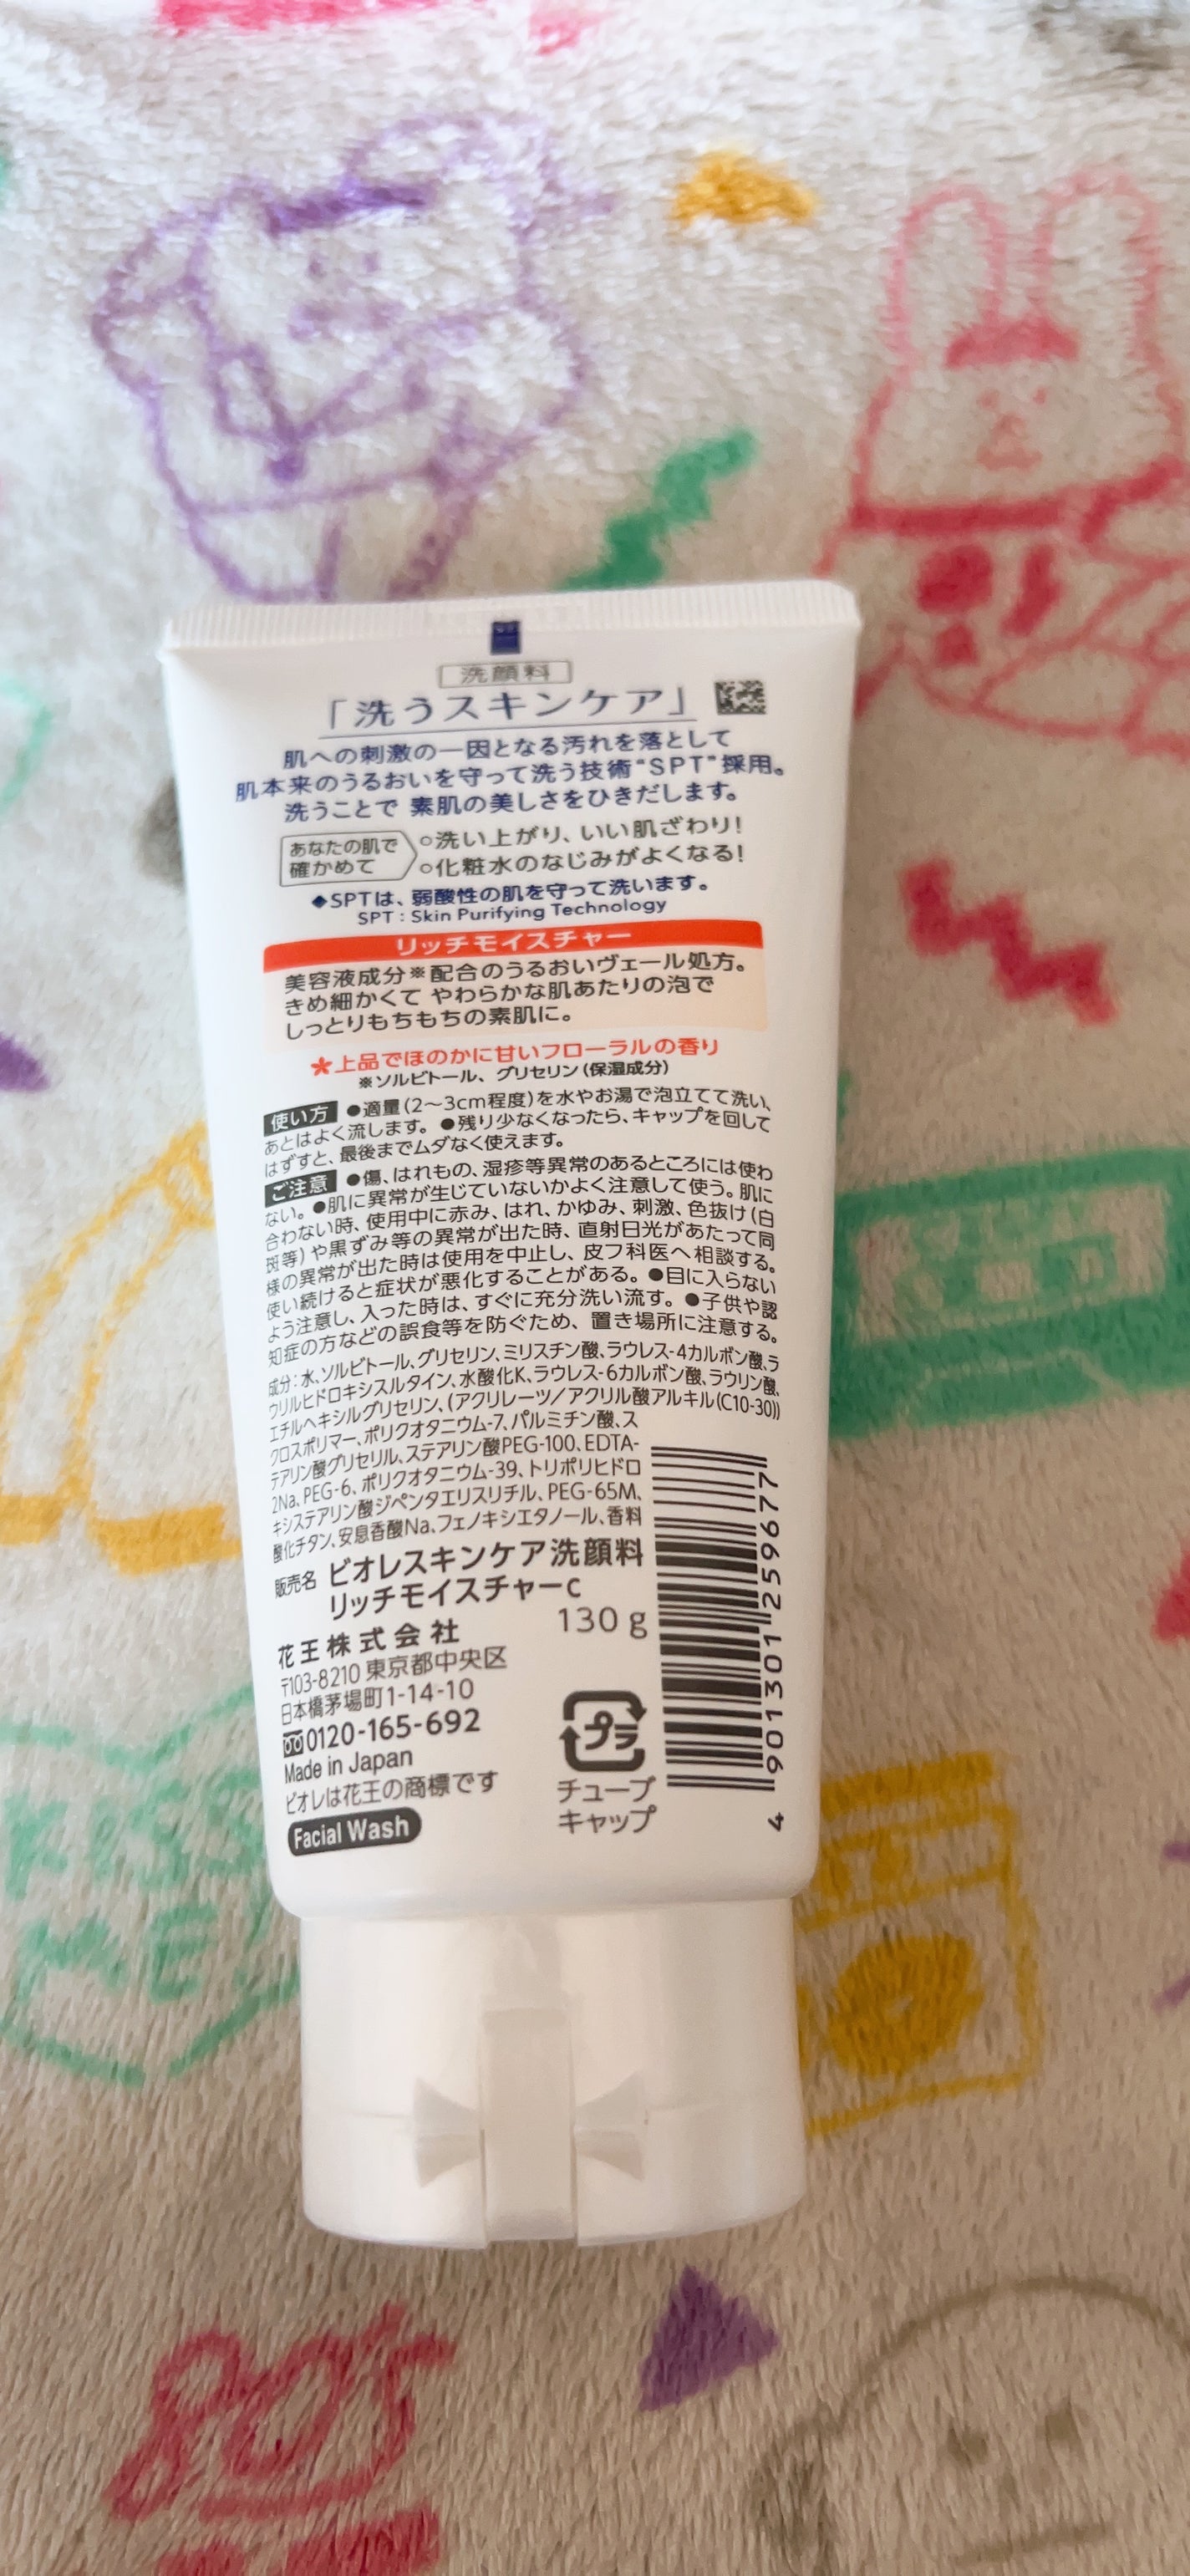 洗顔料
「洗うスキンケア」
肌への刺激の一因となる汚れを落として
肌本来のうるおいを守って洗う技術"SPT"採用。
洗うことで 素肌の美しさをひきだします。
あなたの肌で
確かめて
○洗い上がり、いい肌ざわり!
○化粧水のなじみがよくなる!
◆SPTは、弱酸性の肌を守って洗います。
SPT : Skin Purifying Technology
リッチモイスチャー
美容液成分※配合のうるおいヴェール処方。
きめ細かくて やわらかな肌あたりの泡で
しっとりもちもちの素肌に。
*上品でほのかに甘いフローラルの香り
※ソルビトール、グリセリン(保湿成分)
使い方 ●適量(2〜3cm程度)を水やお湯で泡立てて洗い、
あとはよく流します。 ●残り少なくなったら、キャップを回して
はずすと、最後までムダなく使えます。
ご注意 ●傷、はれもの、湿疹等異常のあるところには使わ
ない。●肌に異常が生じていないかよく注意して使う。肌に
合わない時、使用中に赤み、はれ、かゆみ、刺激、色抜け(白
斑等)や黒ずみ等の異常が出た時、直射日光があたって同
様の異常が出た時は使用を中止し、皮フ科医へ相談する。
使い続けると症状が悪化することがある。●目に入らない
よう注意し、入った時は、すぐに充分洗い流す。●子供や認
知症の方などの誤食等を防ぐため、置き場所に注意する。
成分:水、ソルビトール、グリセリン、ミリスチン酸、ラウレス-4カルボン酸、ラ
ウリルヒドロキシスルタイン、水酸化K、ラウレス-6カルボン酸、ラウリン酸、
エチルヘキシルグリセリン、(アクリレーツ/アクリル酸アルキル(C10-30))
クロスポリマー、ポリクオタニウム-7、パルミチン酸、ス
テアリン酸グリセリル、ステアリン酸PEG-100、EDTA-
2Na、PEG-6、ポリクオタニウム-39、トリポリヒドロ
キシステアリン酸ジペンタエリスリチル、PEG-65M、
酸化チタン、安息香酸Na、フェノキシエタノール、香料
販売名 ビオレスキンケア洗顔料
リッチモイスチャーc
130 g
花王株式会社
〒103-8210 東京都中央区
日本橋茅場町1-14-10
0120-165-692
Made in Japan
ビオレは花王の商標です
Facial Wash
プラ
チューブ
キャップ
4 901301 259677
KISS
ME